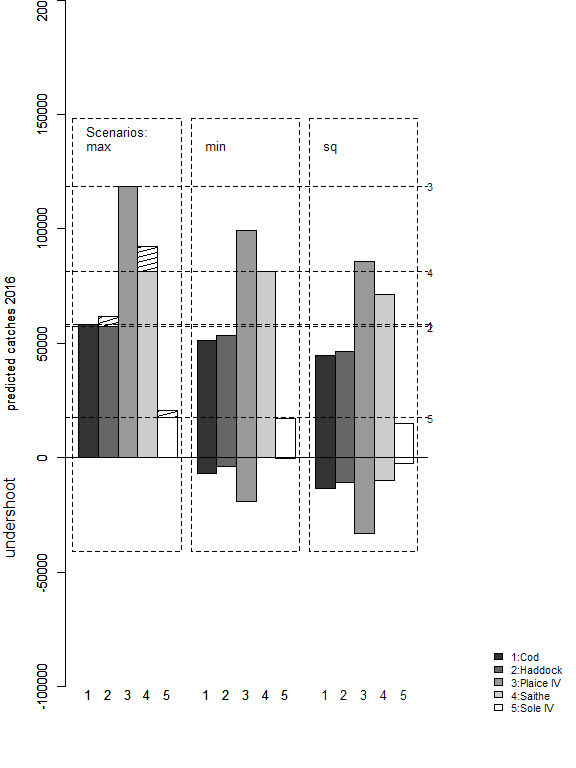 200
150000
100000
50000
0
-50000
-100000
predicted catches 2016
undershoot
Scenarios:
max
min
sq
3
4
1
2
5
1 2 3 4 5
1 2 3 4 5
1 2 3 4 5
1:Cod
2:Haddock
3:Plaice IV
4:Saithe
5:Sole IV